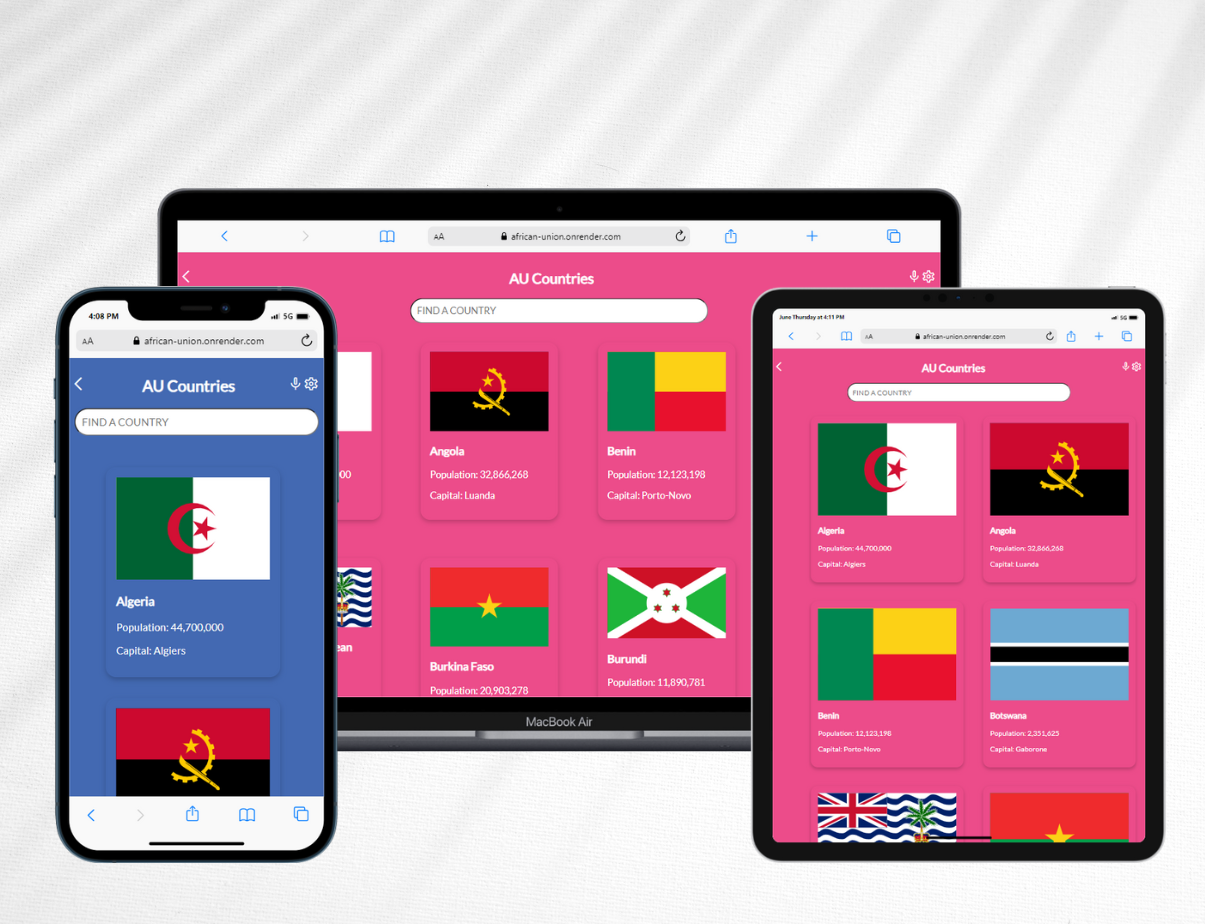 AA
african-union.onrender.com
AU Countries
FIND A COUNTRY
Angola
Population: 32,866,268
Capital: Luanda
Benin
Population: 12,123,198
Capital: Porto-Novo
00
ean
Burkina Faso
Population: 20,903,278
Burundi
Population: 11,890,781
MacBook Air
4:08 PM
5G
AA
african-union.onrender.com
AU Countries
FIND A COUNTRY
Algeria
Population: 44,700,000
Capital: Algiers
June Thursday at 4:11 PM
5G
AA
african-union.onrender.com
AU Countries
FIND A COUNTRY
Algeria
Population: 44,700,000
Capital: Algiers
Angola
Population: 32,866,268
Capital: Luanda
Benin
Population: 12,123,198
Capital: Porto-Novo
Botswana
Population: 2,351,625
Capital: Gaborone